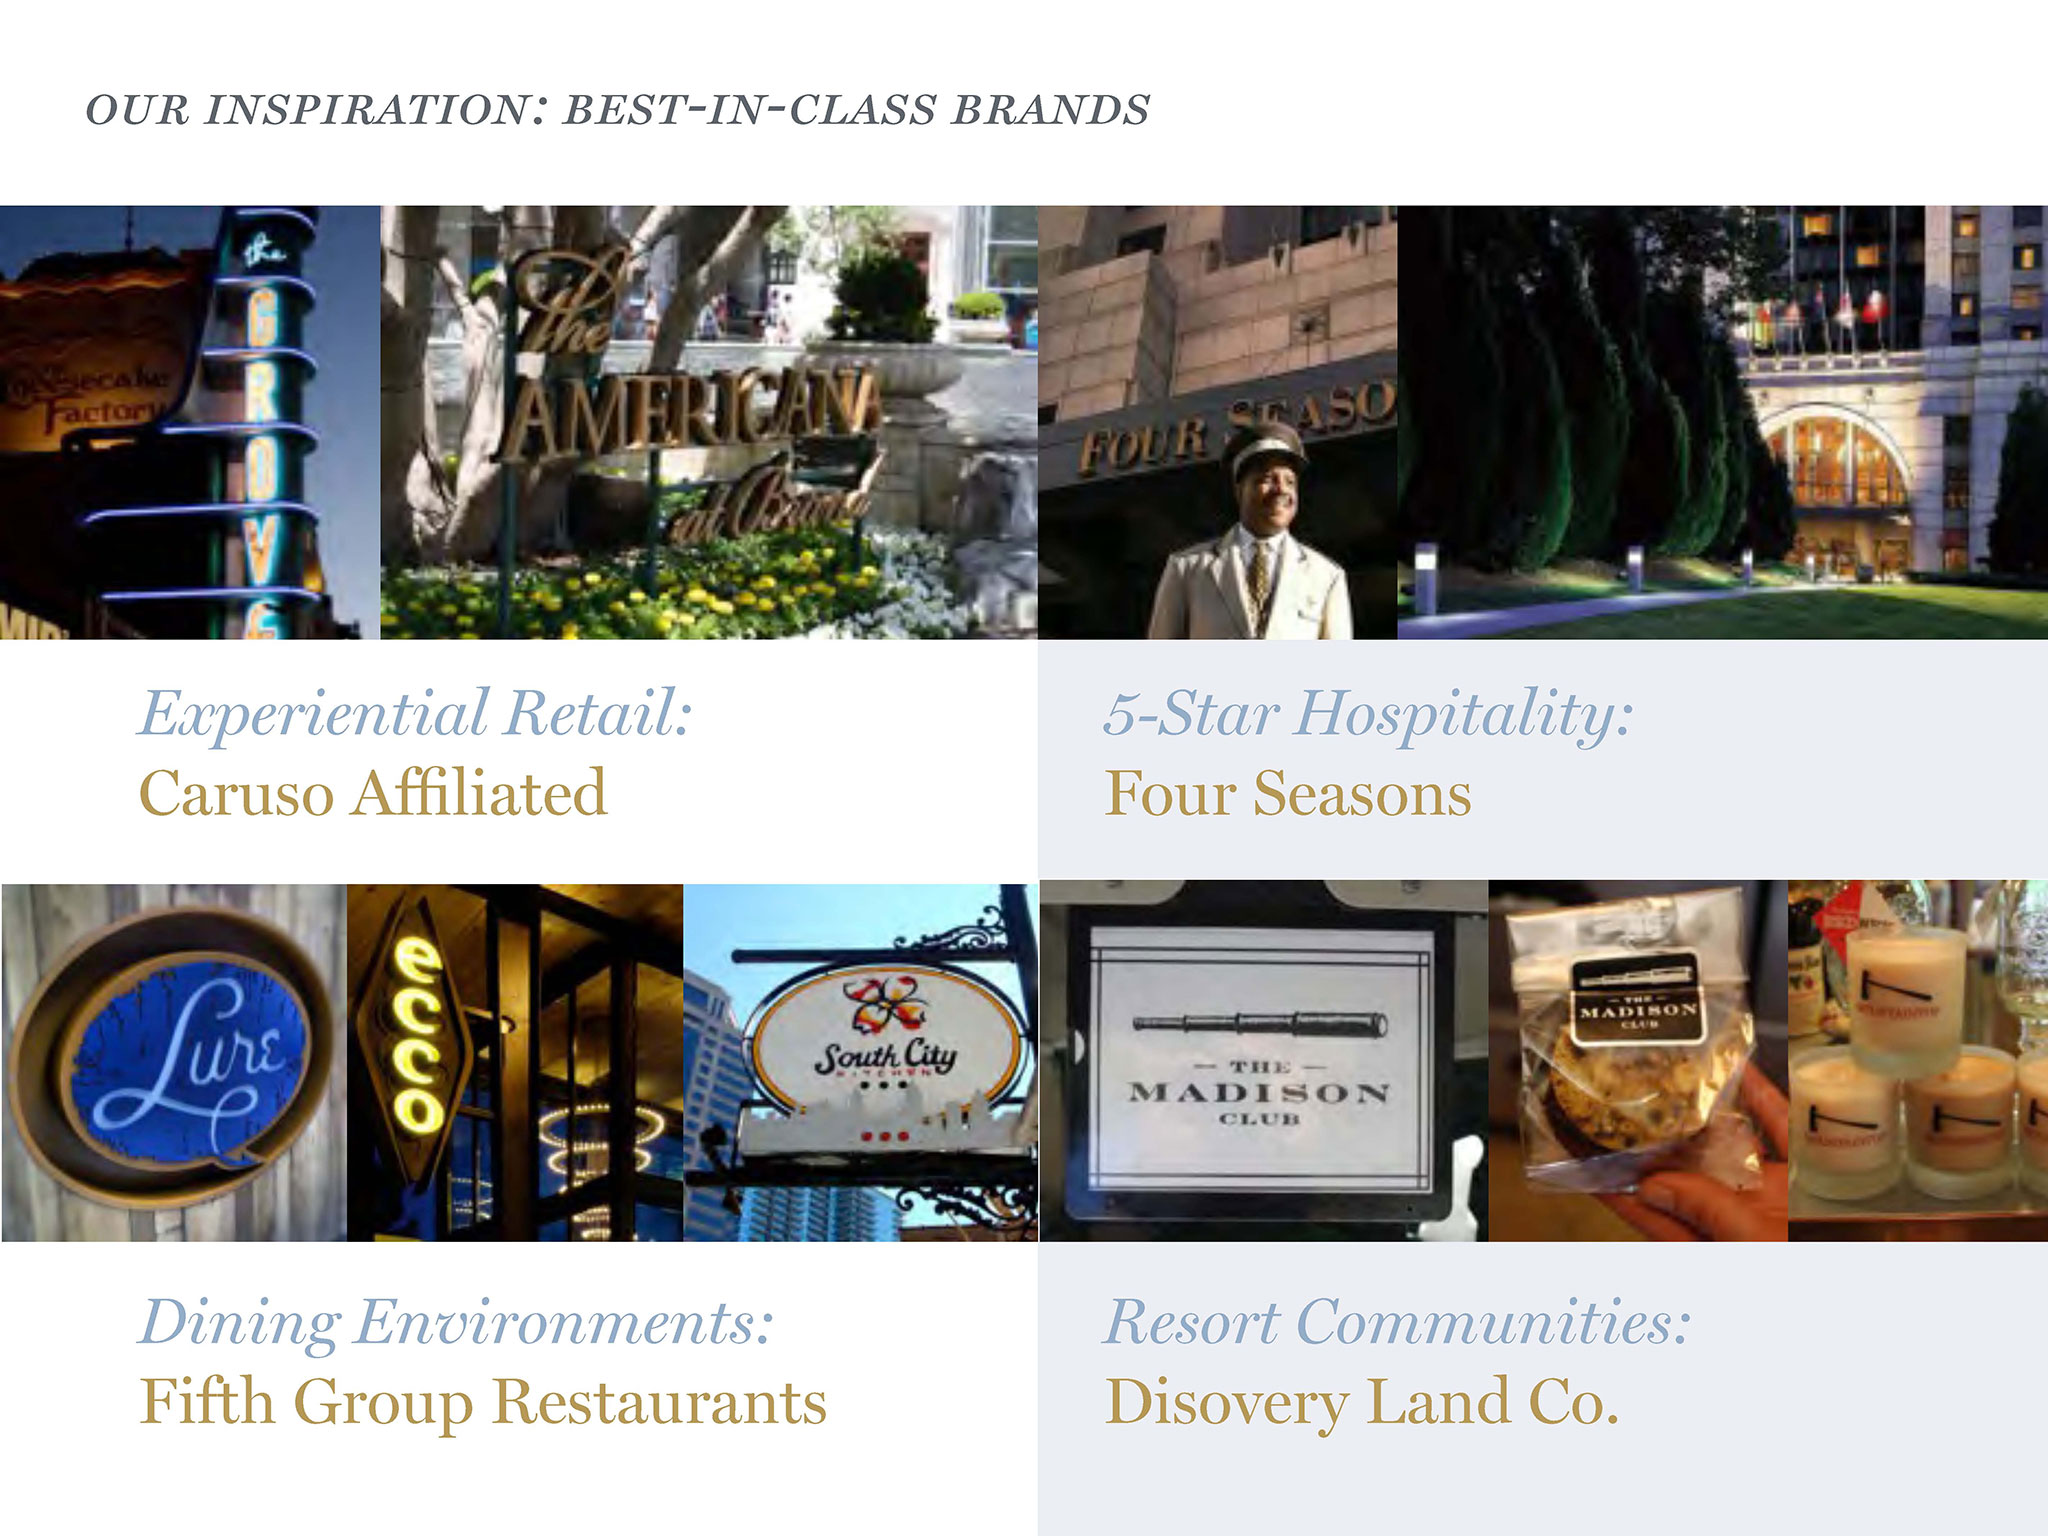 OUR INSPIRATION: BEST-IN-CLASS BRANDS
the
GROVE
Factory
the
AMERICANA
at Brand
FOUR SEASO
Experiential Retail:
Caruso Affiliated
5-Star Hospitality:
Four Seasons
Lure
ecco
South City
KITCHEN
THE
MADISON
CLUB
THE
MADISON
CLUB
Dining Environments:
Fifth Group Restaurants
Resort Communities:
Disovery Land Co.